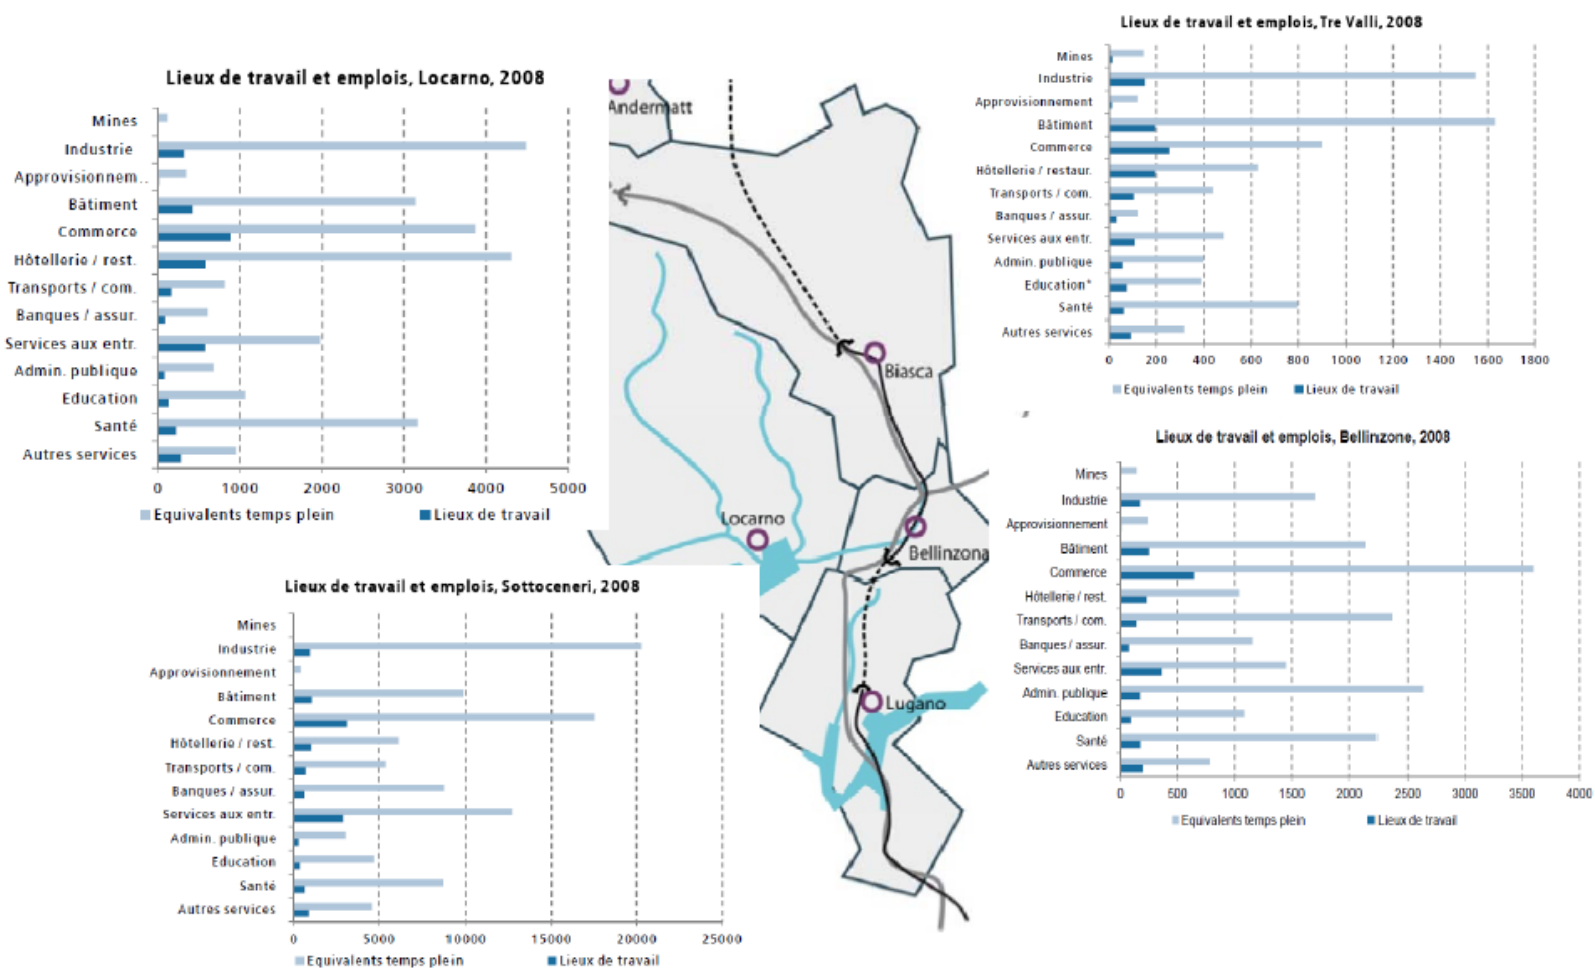 Lieux de travail et emplois, Locarno, 2008
Mines
Industrie
Approvisionnem..
Bâtiment
Commerce
Hôtellerie / rest.
Transports / com.
Banques / assur.
Services aux entr.
Admin. publique
Education
Santé
Autres services
0 1000 2000 3000 4000 5000
Equivalents temps plein Lieux de travail
Lieux de travail et emplois, Sottoceneri, 2008
Mines
Industrie
Approvisionnement
Bâtiment
Commerce
Hôtellerie / rest.
Transports / com.
Banques / assur.
Services aux entr.
Admin. publique
Education
Santé
Autres services
0 5000 10000 15000 20000 25000
Equivalents temps plein Lieux de travail
Andermatt
Biasca
Locarno
Bellinzona
Lugano
Lieux de travail et emplois, Tre Valli, 2008
Mines
Industrie
Approvisionnement
Bâtiment
Commerce
Hôtellerie / restaur.
Transports / com.
Banques / assur.
Services aux entr.
Admin. publique
Education*
Santé
Autres services
0 200 400 600 800 1000 1200 1400 1600 1800
Equivalents temps plein Lieux de travail
Lieux de travail et emplois, Bellinzone, 2008
Mines
Industrie
Approvisionnement
Bâtiment
Commerce
Hôtellerie / rest.
Transports / com.
Banques / assur.
Services aux entr.
Admin. publique
Education
Santé
Autres services
0 500 1000 1500 2000 2500 3000 3500 4000
Equivalents temps plein Lieux de travail